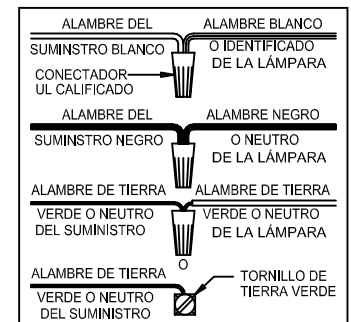 ALAMBRE DEL ALAMBRE BLANCO
SUMINSTRO BLANCO O IDENTIFICADO
DE LA LÁMPARA
CONECTADOR
UL CALIFICADO
ALAMBRE DEL ALAMBRE NEGRO
SUMINSTRO NEGRO O NEUTRO
DE LA LÁMPARA
ALAMBRE DE TIERRA ALAMBRE DE TIERRA
VERDE O NEUTRO VERDE O NEUTRO
DEL SUMINISTRO DE LA LÁMPARA
O
ALAMBRE DE TIERRA TORNILLO DE
TIERRA VERDE
VERDE O NEUTRO
DEL SUMINISTRO